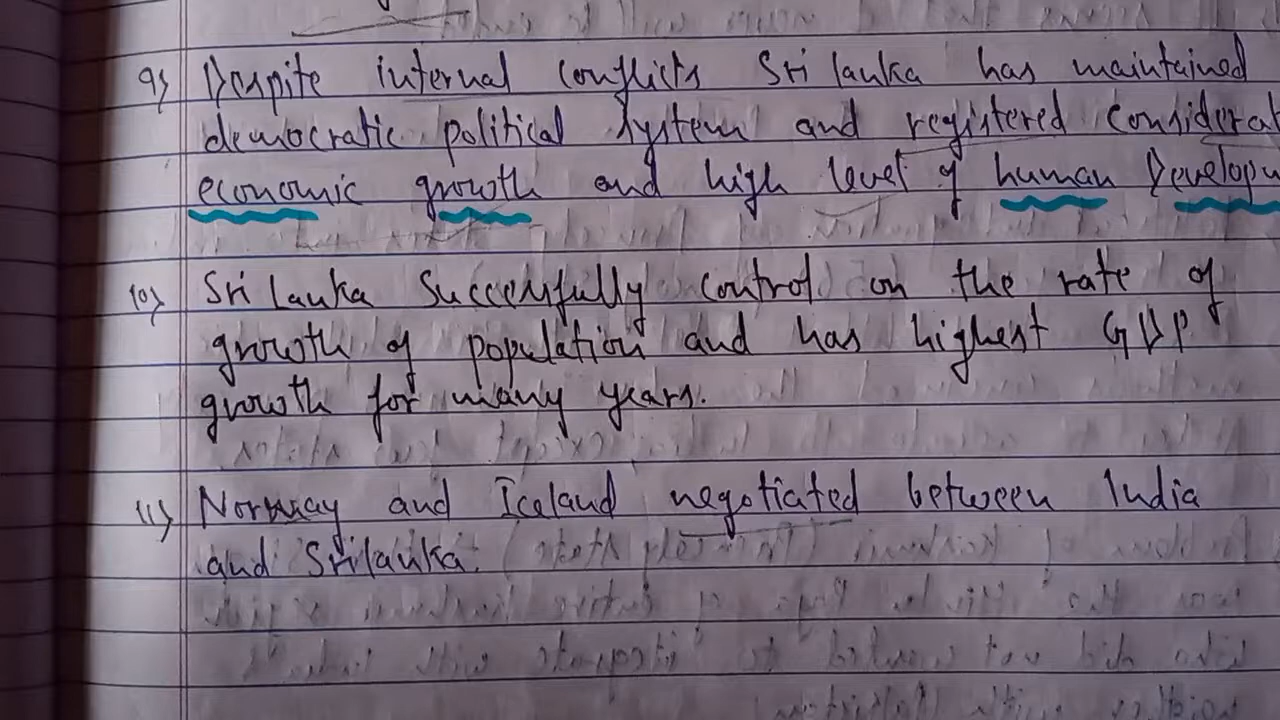 9) Despite internal conflicts Sri lanka has maintained
democratic political system and registered considerat
economic growth and high level of human Develop
10) Sri Lanka Successfully control on the rate of
growth of population and has highest GDP
growth for many years.
11) Norway and Iceland negotiated between India
and Srilanka.